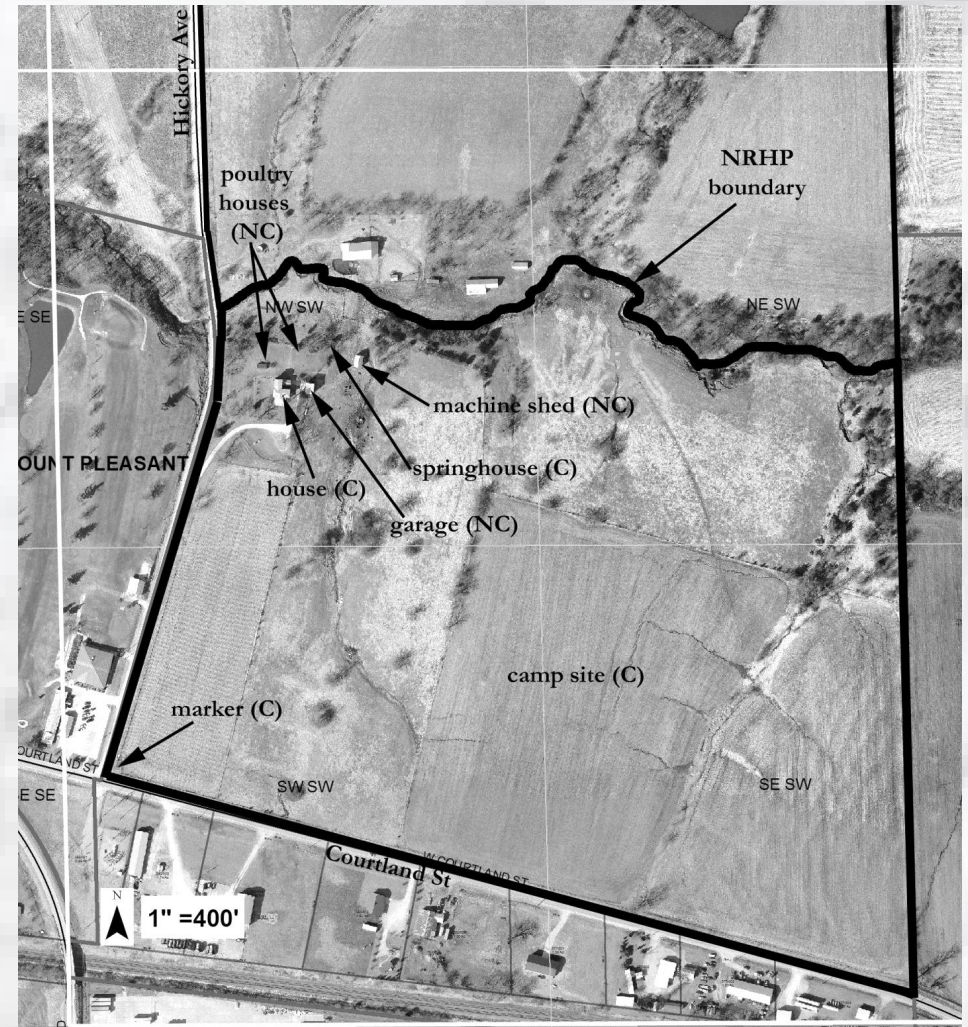 Hickory Ave
poultry
houses
(NC)
NRHP
boundary
NW SW
NE SW
E SE
machine shed (NC)
OUNT PLEASANT
springhouse (C)
house (C)
garage (NC)
camp site (C)
marker (C)
OURTLAND ST
SW SW
SE SW
E SE
Courtland St
W COURTLAND ST
N
1" =400'